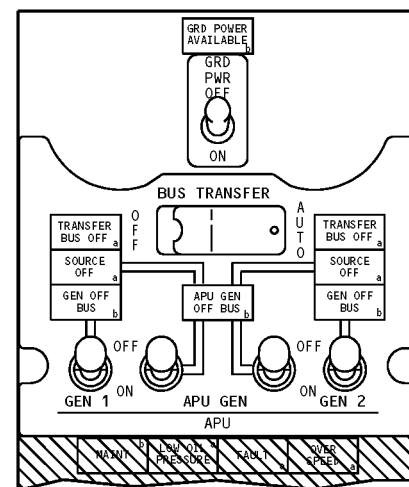 GRD POWER
AVAILABLE
b
GRD
PWR
OFF
ON
BUS TRANSFER
OFF
AUTO
TRANSFER
BUS OFF
a
SOURCE
OFF
a
GEN OFF
BUS
b
APU GEN
OFF BUS
b
TRANSFER
BUS OFF
a
SOURCE
OFF
a
GEN OFF
BUS
b
OFF
OFF
ON
ON
GEN 1
APU GEN
GEN 2
APU
MAINT
b
LOW OIL
PRESSURE
a
FAULT
a
OVER
SPEED
a